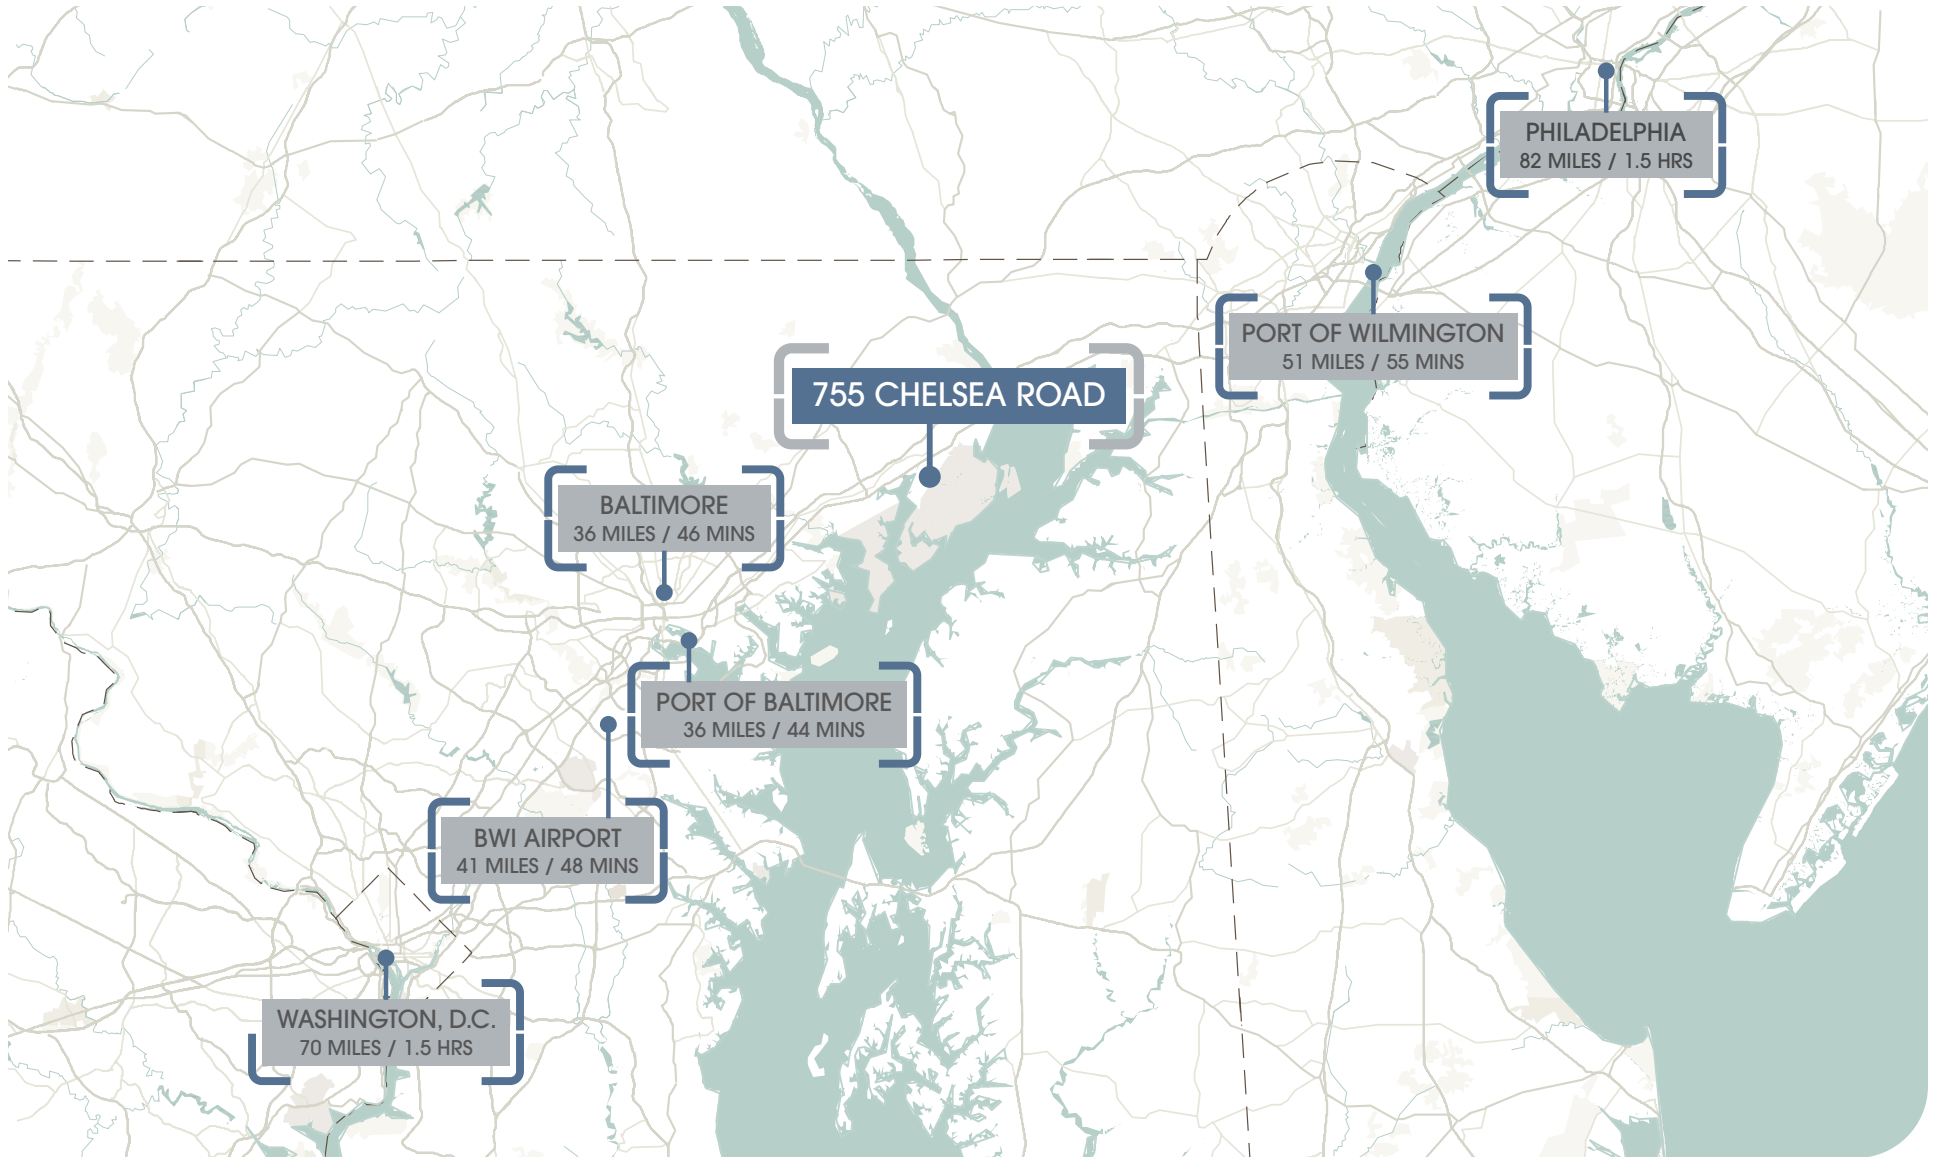 PHILADELPHIA
82 MILES / 1.5 HRS
PORT OF WILMINGTON
51 MILES / 55 MINS
755 CHELSEA ROAD
BALTIMORE
36 MILES / 46 MINS
PORT OF BALTIMORE
36 MILES / 44 MINS
BWI AIRPORT
41 MILES / 48 MINS
WASHINGTON, D.C.
70 MILES / 1.5 HRS